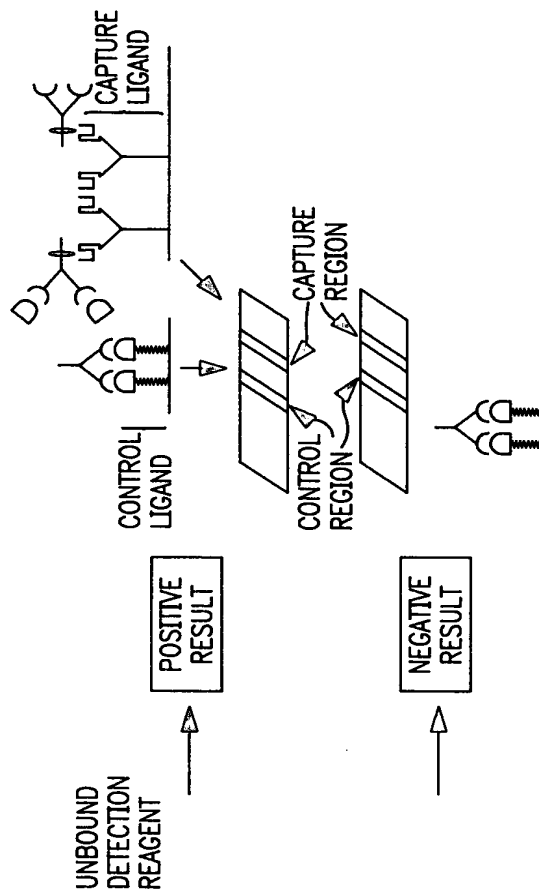 UNBOUND
DETECTION
REAGENT
POSITIVE
RESULT
NEGATIVE
RESULT
CONTROL
LIGAND
CAPTURE
LIGAND
CONTROL
REGION
CAPTURE
REGION